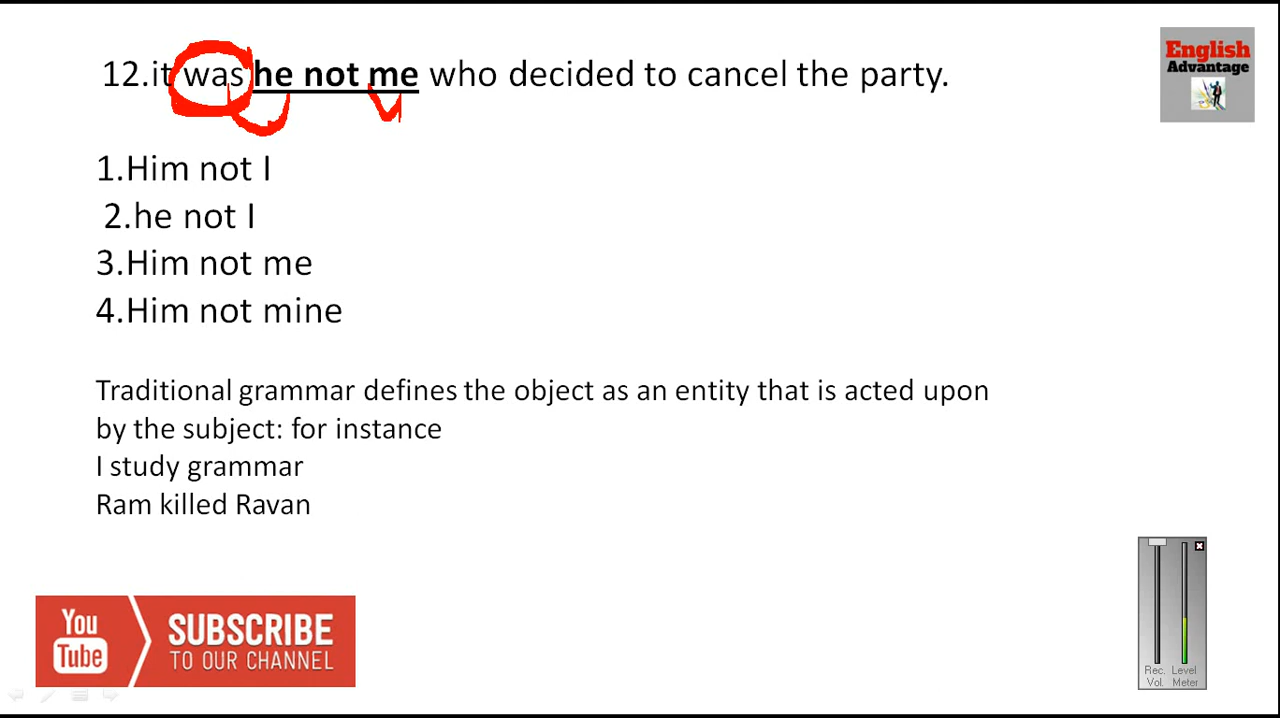 12.it was he not me who decided to cancel the party.
English
Advantage
1.Him not I
2.he not I
3.Him not me
4.Him not mine
Traditional grammar defines the object as an entity that is acted upon
by the subject: for instance
I study grammar
Ram killed Ravan
You
Tube
SUBSCRIBE
TO OUR CHANNEL
Rec. Level
Vol. Meter